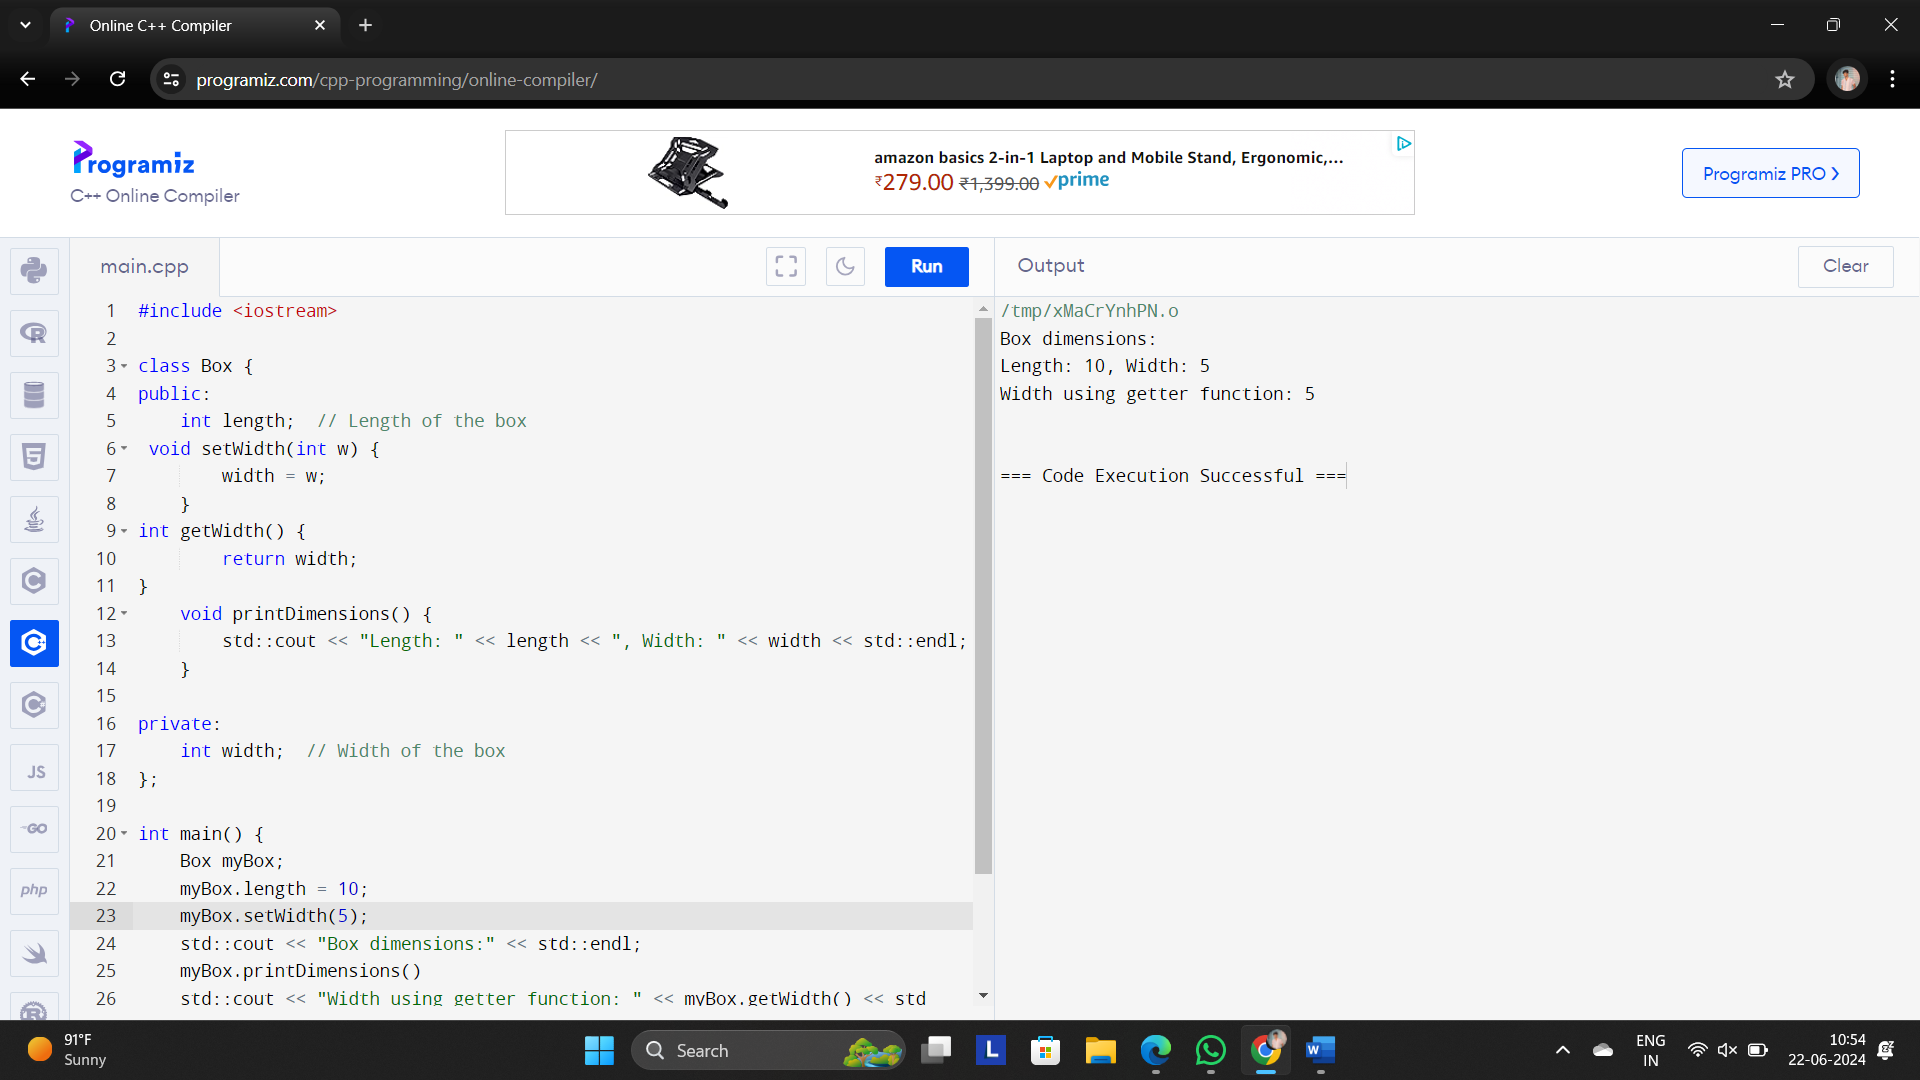 Online C++ Compiler
programiz.com/cpp-programming/online-compiler/
Programiz
C++ Online Compiler
amazon basics 2-in-1 Laptop and Mobile Stand, Ergonomic,...
₹279.00 ₹1,399.00 prime
Programiz PRO
main.cpp
Run
Output
Clear
1 #include <iostream>
2
3 class Box {
4 public:
5 int length;  // Length of the box
6 void setWidth(int w) {
7 width = w;
8 }
9 int getWidth() {
10 return width;
11 }
12 void printDimensions() {
13 std::cout << "Length: " << length << ", Width: " << width << std::endl;
14 }
15
16 private:
17 int width;  // Width of the box
18 };
19
20 int main() {
21 Box myBox;
22 myBox.length = 10;
23 myBox.setWidth(5);
24 std::cout << "Box dimensions:" << std::endl;
25 myBox.printDimensions()
26 std::cout << "Width using getter function: " << myBox.getWidth() << std
/tmp/xMaCrYnhPN.o
Box dimensions:
Length: 10, Width: 5
Width using getter function: 5
=== Code Execution Successful ===
R
5
C
C
C
JS
GO
php
R
91°F
Sunny
Search
L
W
ENG
IN
10:54
22-06-2024